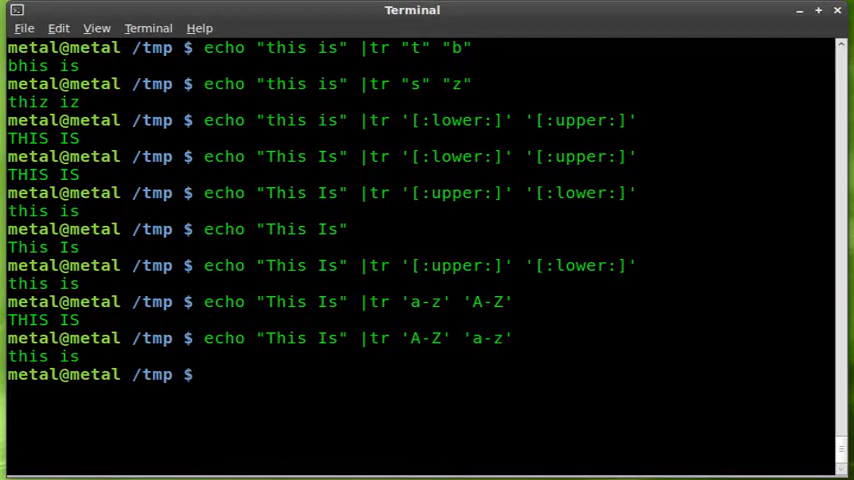 Terminal
File Edit View Terminal Help
metal@metal /tmp $ echo "this is" |tr "t" "b"
bhis is
metal@metal /tmp $ echo "this is" |tr "s" "z"
thiz iz
metal@metal /tmp $ echo "this is" |tr '[:lower:]' '[:upper:]'
THIS IS
metal@metal /tmp $ echo "This Is" |tr '[:lower:]' '[:upper:]'
THIS IS
metal@metal /tmp $ echo "This Is" |tr '[:upper:]' '[:lower:]'
this is
metal@metal /tmp $ echo "This Is"
This Is
metal@metal /tmp $ echo "This Is" |tr '[:upper:]' '[:lower:]'
this is
metal@metal /tmp $ echo "This Is" |tr 'a-z' 'A-Z'
THIS IS
metal@metal /tmp $ echo "This Is" |tr 'A-Z' 'a-z'
this is
metal@metal /tmp $